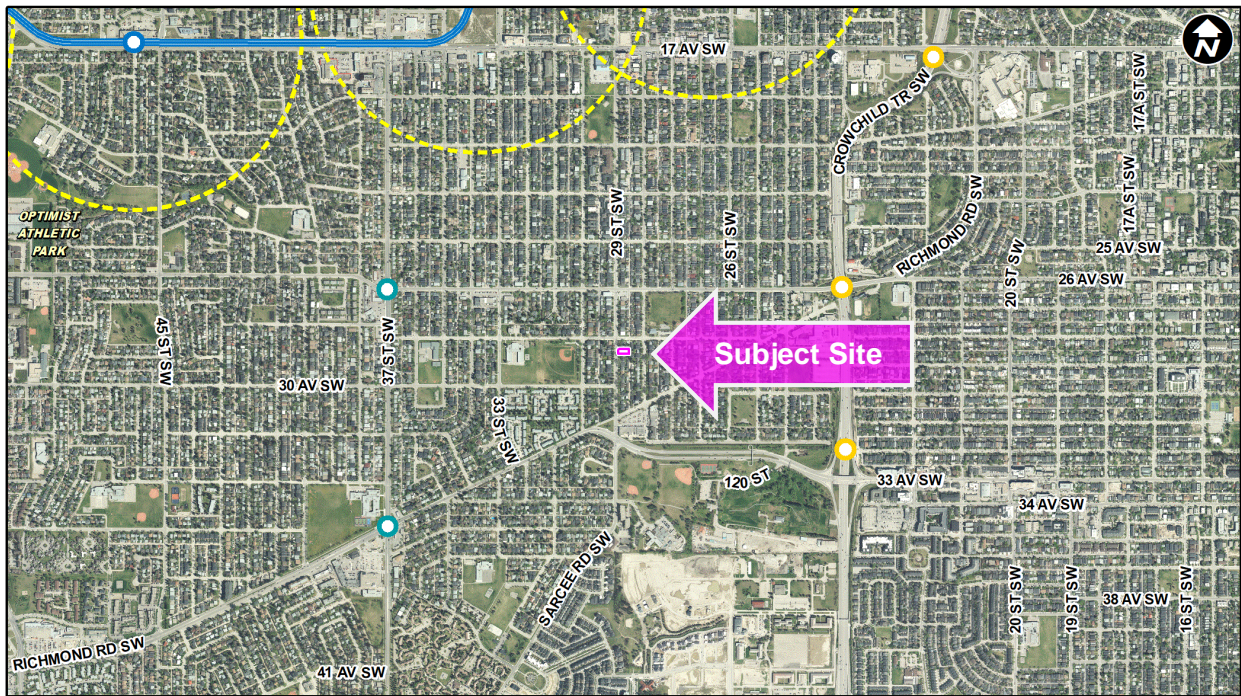 N
17 AV SW
17A ST SW
CROWCHILD TR SW
17A ST SW
RICHMOND RD SW
29 ST SW
26 ST SW
OPTIMIST
ATHLETIC
PARK
25 AV SW
20 ST SW
26 AV SW
45 ST SW
37 ST SW
Subject Site
30 AV SW
33 ST SW
120 ST
33 AV SW
34 AV SW
SARCEE RD SW
20 ST SW
19 ST SW
38 AV SW
16 ST SW
RICHMOND RD SW
41 AV SW